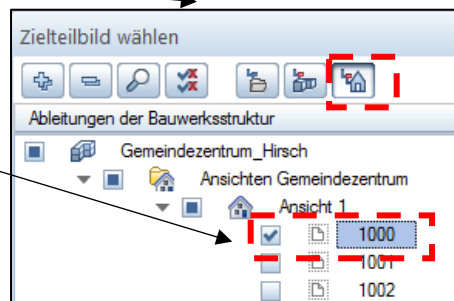 Zielteilbild wählen
Ableitungen der Bauwerksstruktur
Gemeindezentrum_Hirsch
Ansichten Gemeindezentrum
Ansicht 1
1000
1001
1002